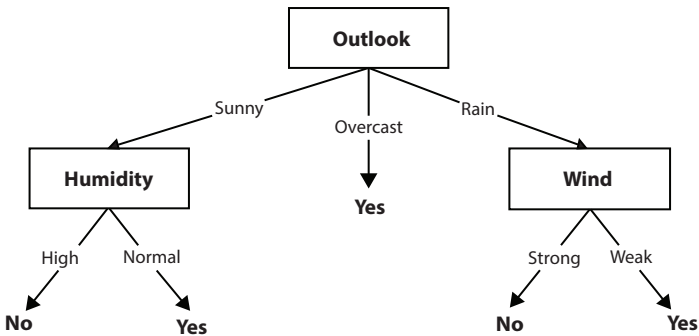 Outlook
Sunny
Overcast
Rain
Humidity
Yes
Wind
High
Normal
Strong
Weak
No
Yes
No
Yes